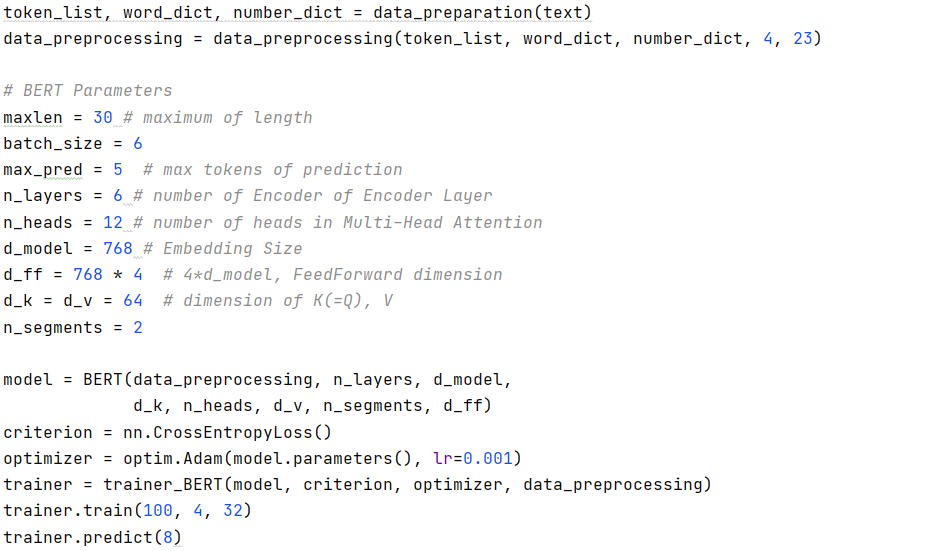 token_list, word_dict, number_dict = data_preparation(text)
data_preprocessing = data_preprocessing(token_list, word_dict, number_dict, 4, 23)
# BERT Parameters
maxlen = 30 # maximum of length
batch_size = 6
max_pred = 5  # max tokens of prediction
n_layers = 6 # number of Encoder of Encoder Layer
n_heads = 12 # number of heads in Multi-Head Attention
d_model = 768 # Embedding Size
d_ff = 768 * 4  # 4*d_model, FeedForward dimension
d_k = d_v = 64  # dimension of K(=Q), V
n_segments = 2
model = BERT(data_preprocessing, n_layers, d_model,
             d_k, n_heads, d_v, n_segments, d_ff)
criterion = nn.CrossEntropyLoss()
optimizer = optim.Adam(model.parameters(), lr=0.001)
trainer = trainer_BERT(model, criterion, optimizer, data_preprocessing)
trainer.train(100, 4, 32)
trainer.predict(8)